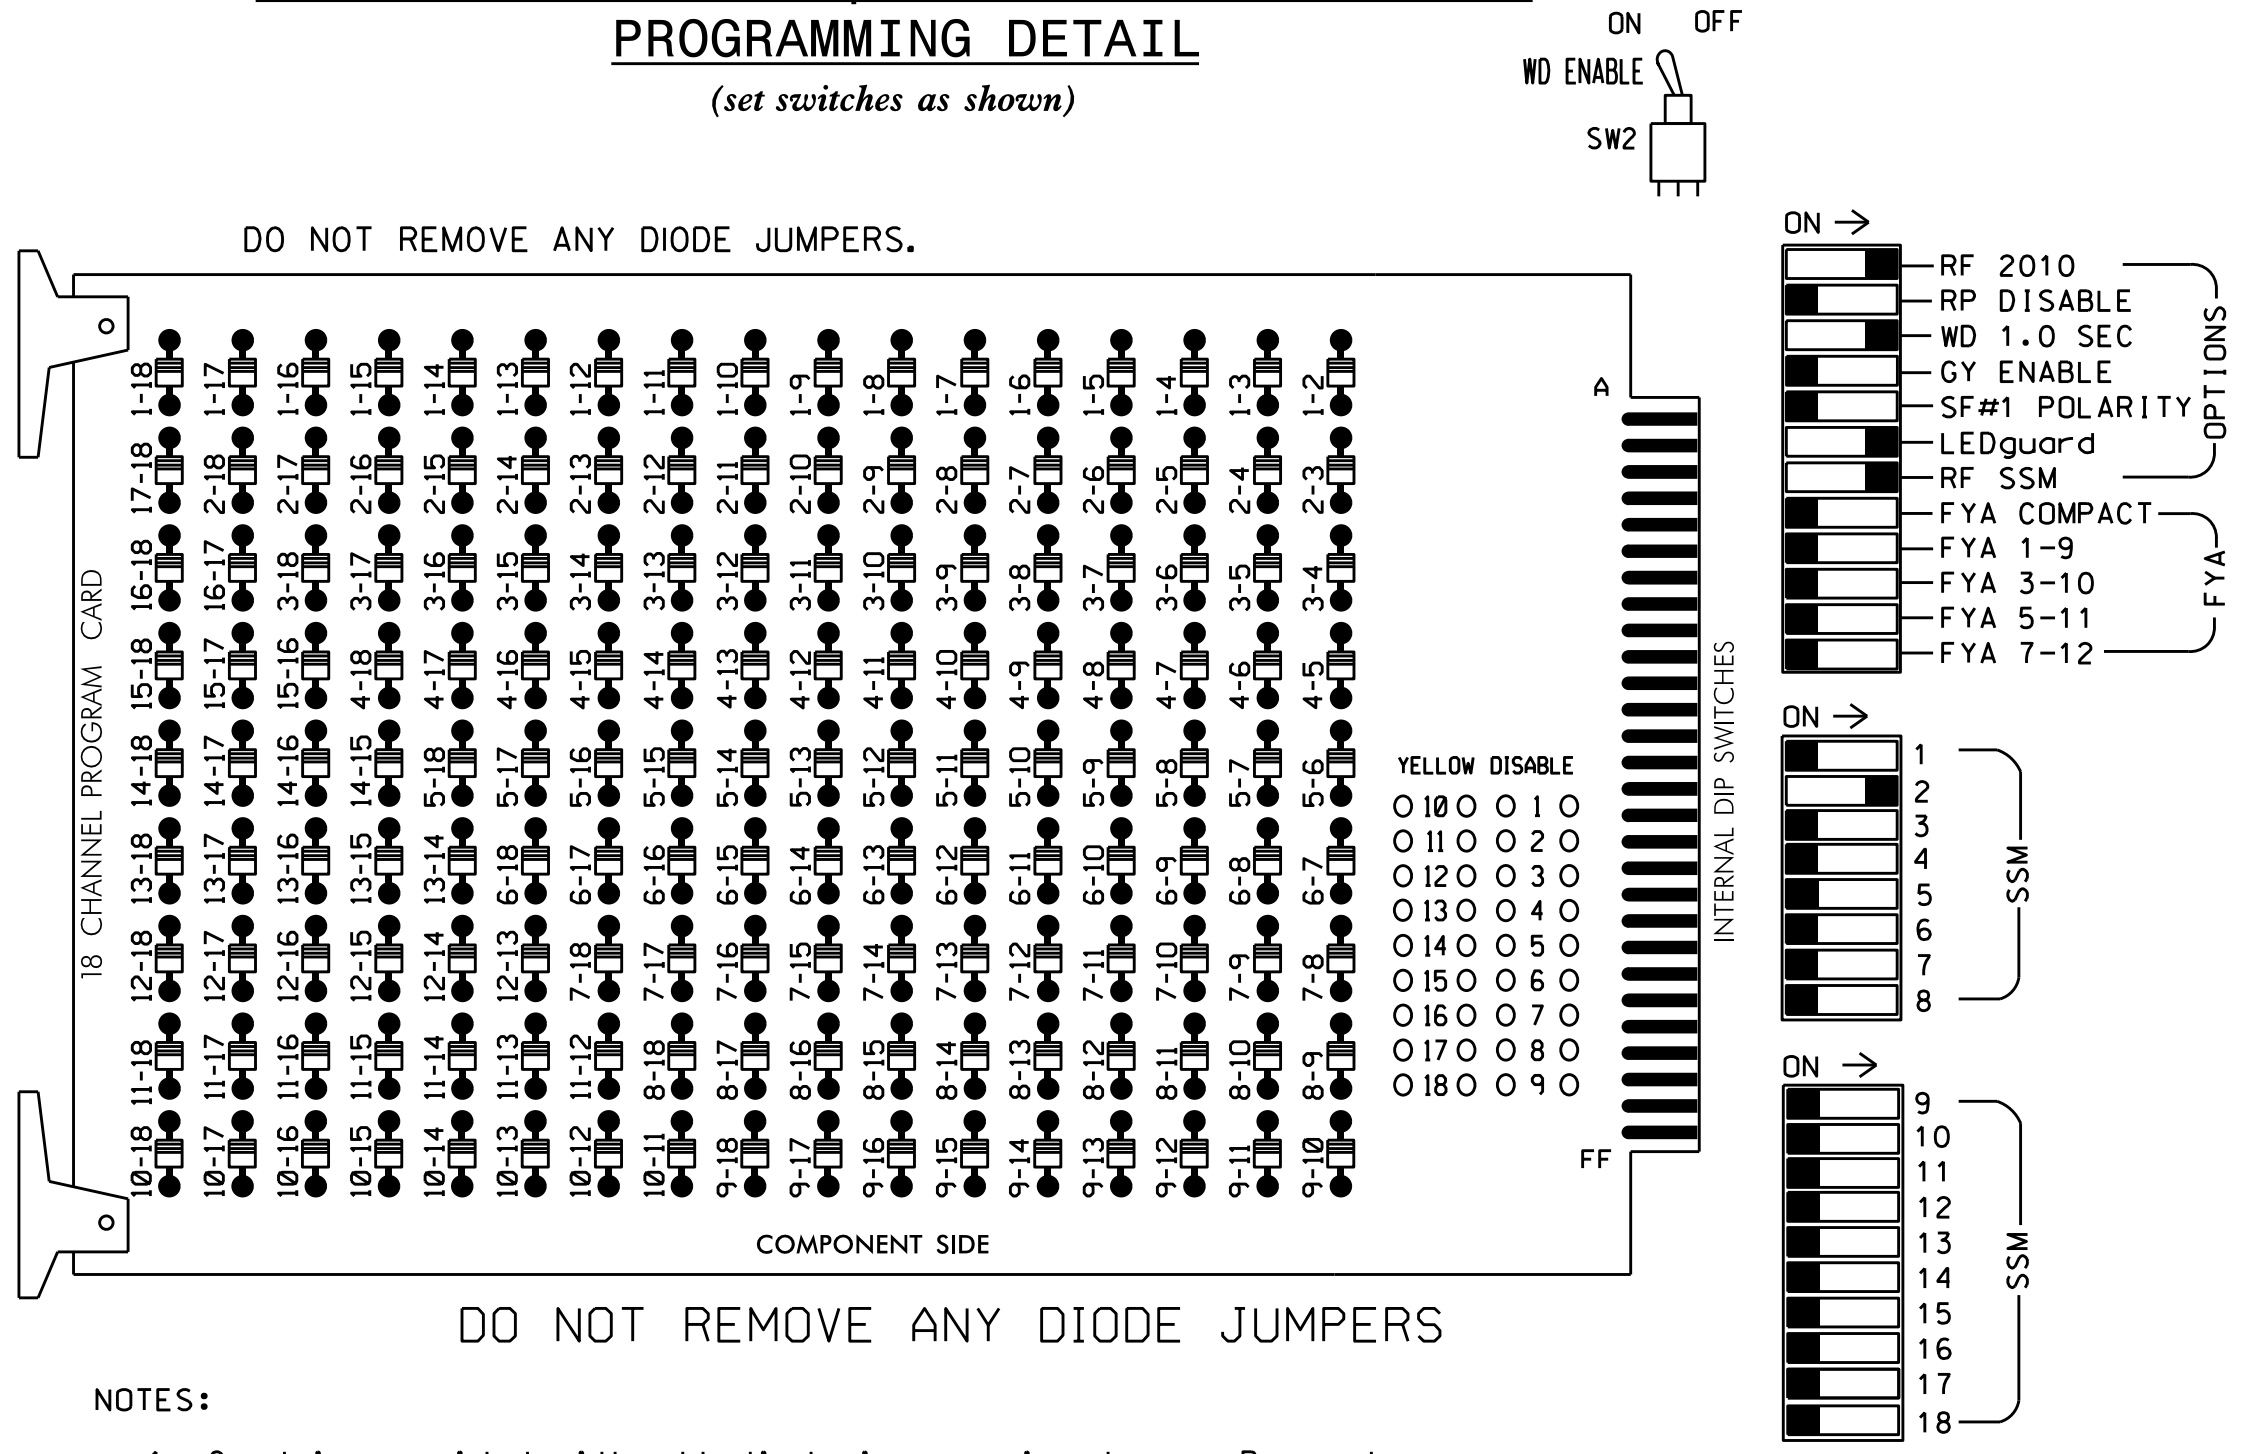 PROGRAMMING DETAIL
(set switches as shown)
ON OFF
WD ENABLE
SW2
DO NOT REMOVE ANY DIODE JUMPERS.
1-18 1-17 1-16 1-15 1-14 1-13 1-12 1-11 1-10 1-9 1-8 1-7 1-6 1-5 1-4 1-3 1-2
17-18 2-18 2-17 2-16 2-15 2-14 2-13 2-12 2-11 2-10 2-9 2-8 2-7 2-6 2-5 2-4 2-3
16-18 16-17 3-18 3-17 3-16 3-15 3-14 3-13 3-12 3-11 3-10 3-9 3-8 3-7 3-6 3-5 3-4
15-18 15-17 15-16 4-18 4-17 4-16 4-15 4-14 4-13 4-12 4-11 4-10 4-9 4-8 4-7 4-6 4-5
14-18 14-17 14-16 14-15 5-18 5-17 5-16 5-15 5-14 5-13 5-12 5-11 5-10 5-9 5-8 5-7 5-6
13-18 13-17 13-16 13-15 13-14 6-18 6-17 6-16 6-15 6-14 6-13 6-12 6-11 6-10 6-9 6-8 6-7
12-18 12-17 12-16 12-15 12-14 12-13 7-18 7-17 7-16 7-15 7-14 7-13 7-12 7-11 7-10 7-9 7-8
11-18 11-17 11-16 11-15 11-14 11-13 11-12 8-18 8-17 8-16 8-15 8-14 8-13 8-12 8-11 8-10 8-9
10-18 10-17 10-16 10-15 10-14 10-13 10-12 10-11 9-18 9-17 9-16 9-15 9-14 9-13 9-12 9-11 9-10
18 CHANNEL PROGRAM CARD
A
FF
YELLOW DISABLE
10 1
11 2
12 3
13 4
14 5
15 6
16 7
17 8
18 9
COMPONENT SIDE
INTERNAL DIP SWITCHES
ON
RF 2010
RP DISABLE
WD 1.0 SEC
GY ENABLE
SF#1 POLARITY
LEDguard
RF SSM
OPTIONS
FYA COMPACT
FYA 1-9
FYA 3-10
FYA 5-11
FYA 7-12
FYA
ON
1
2
3
4
5
6
7
8
SSM
ON
9
10
11
12
13
14
15
16
17
18
SSM
DO NOT REMOVE ANY DIODE JUMPERS
NOTES: